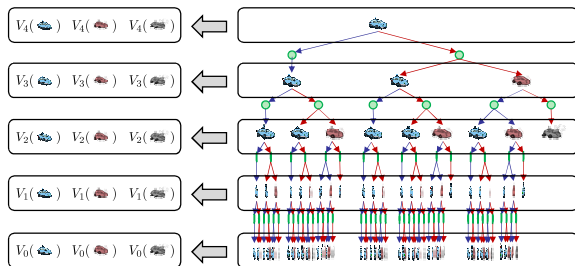 V₄( ) V₄( ) V₄( )
V₃( ) V₃( ) V₃( )
V₂( ) V₂( ) V₂( )
V₁( ) V₁( ) V₁( )
V₀( ) V₀( ) V₀( )